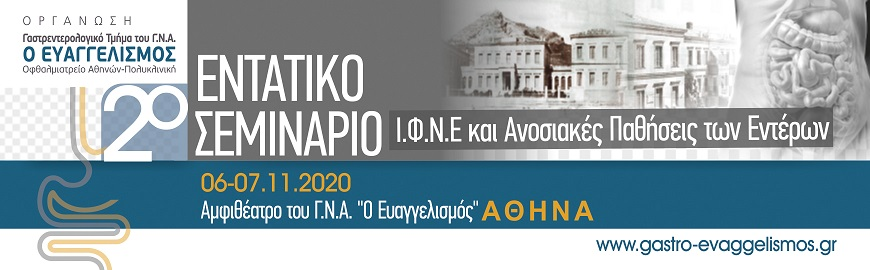 ΟΡΓΑΝΩΣΗ
Γαστρεντερολογικό Τμήμα του Γ.Ν.Α.
Ο ΕΥΑΓΓΕΛΙΣΜΟΣ
Οφθαλμιατρείο Αθηνών-Πολυκλινική
2ο ΕΝΤΑΤΙΚΟ
ΣΕΜΙΝΑΡΙΟ
Ι.Φ.Ν.Ε και Ανοσιακές Παθήσεις των Εντέρων
06-07.11.2020
Αμφιθέατρο του Γ.Ν.Α. "Ο Ευαγγελισμός" ΑΘΗΝΑ
www.gastro-evaggelismos.gr